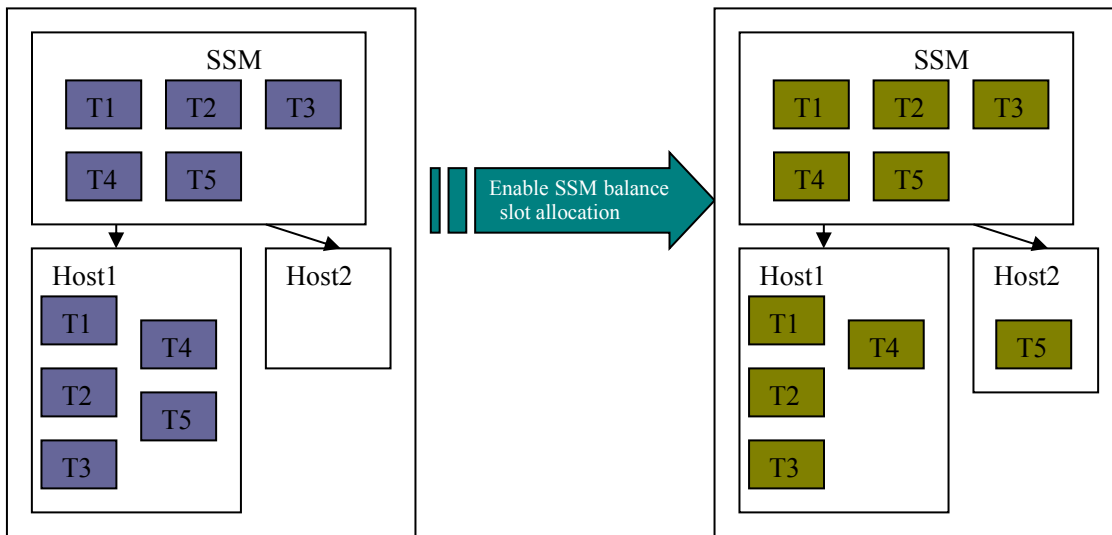 SSM
T1 T2 T3
T4 T5
Host1
T1
T4
T2
T5
T3
Host2
Enable SSM balance
slot allocation
SSM
T1 T2 T3
T4 T5
Host1
T1
T4
T2
T3
Host2
T5